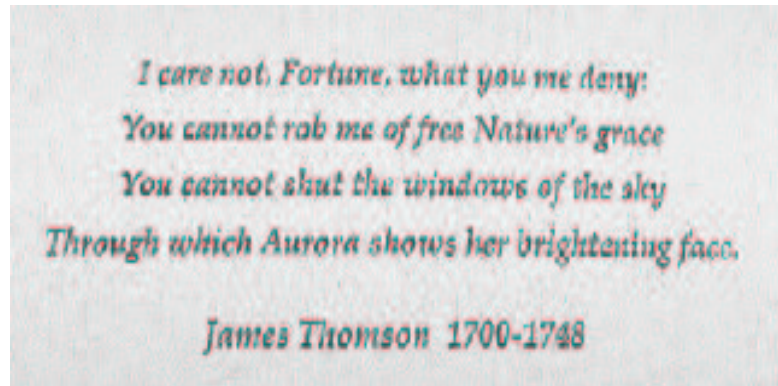 I care not, Fortune, what you me deny:
You cannot rob me of free Nature's grace
You cannot shut the windows of the sky
Through which Aurora shows her brightening face.
James Thomson 1700-1748